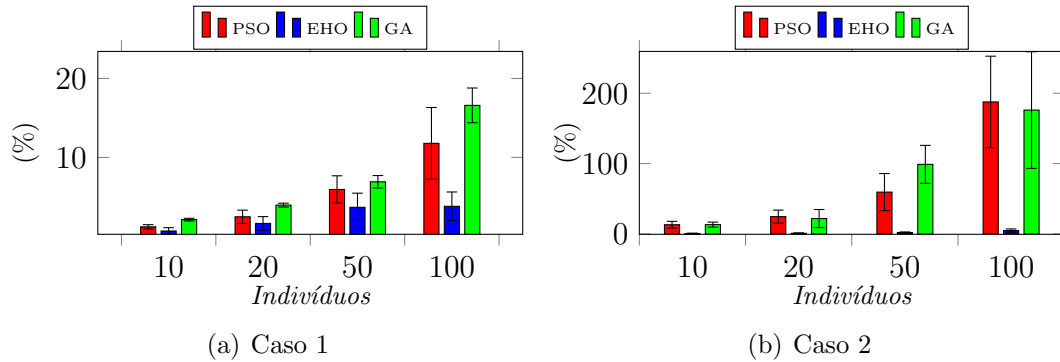 PSO EHO GA
20
10
(%)
10 20 50 100
Indivíduos
(a) Caso 1
PSO EHO GA
200
100
0
(%)
10 20 50 100
Indivíduos
(b) Caso 2